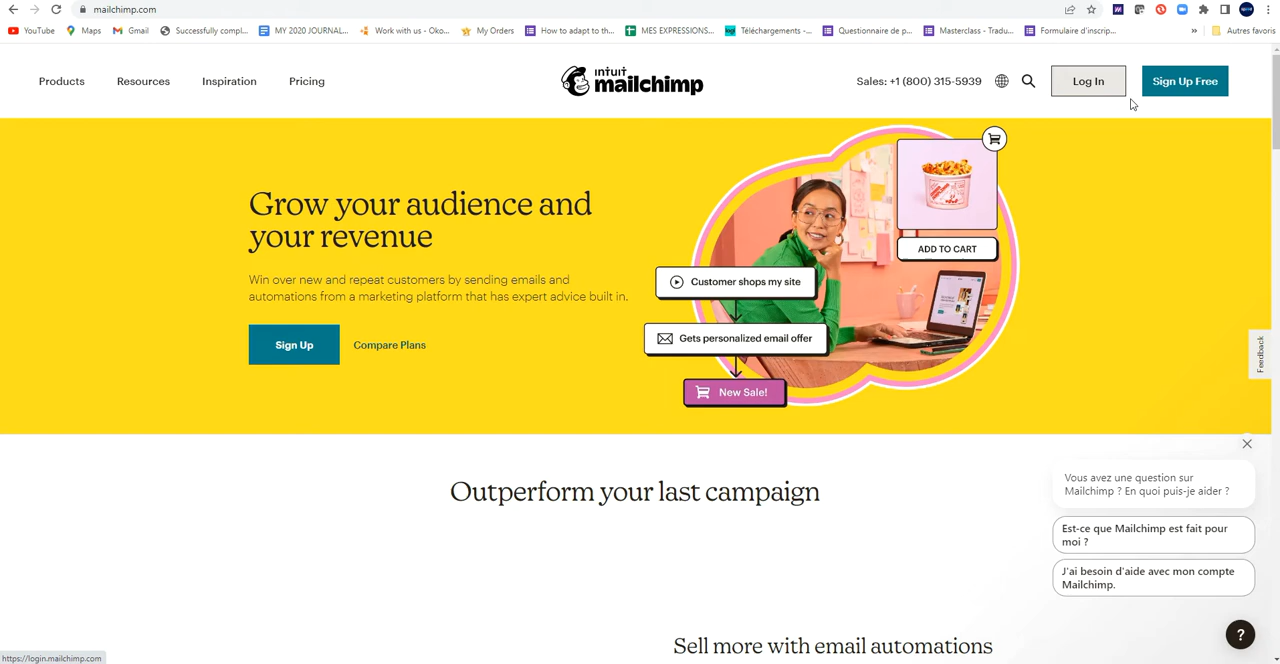 mailchimp.com
YouTube
Maps
Gmail
Successfully compl...
MY 2020 JOURNAL...
Work with us - Oko...
My Orders
How to adapt to th...
MES EXPRESSIONS...
Téléchargements -...
Questionnaire de p...
Masterclass - Tradu...
Formulaire d'inscrip...
»
Autres favoris
Products
Resources
Inspiration
Pricing
INTUIT
mailchimp
Sales: +1 (800) 315-5939
Log In
Sign Up Free
Grow your audience and
your revenue
Win over new and repeat customers by sending emails and
automations from a marketing platform that has expert advice built in.
Sign Up
Compare Plans
ADD TO CART
Customer shops my site
Gets personalized email offer
New Sale!
Feedback
Outperform your last campaign
Vous avez une question sur
Mailchimp ? En quoi puis-je aider ?
Est-ce que Mailchimp est fait pour
moi ?
J'ai besoin d'aide avec mon compte
Mailchimp.
Sell more with email automations
?
https://login.mailchimp.com